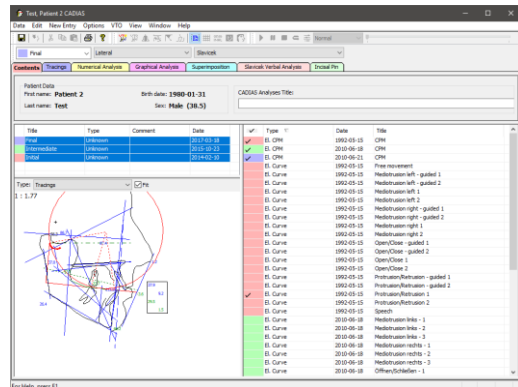 Test, Patient 2 CADIAS
Data Edit New Entry Options VTO View Window Help
Normal
Final Lateral Slavicek
Contents Tracings Numerical Analysis Graphical Analysis Superimposition Slavicek Verbal Analysis Incisal Pin
Patient Data
First name: Patient 2 Birth date: 1980-01-31 CADIAS Analyses Title:
Last name: Test Sex: Male (38.5)
Title Type Comment Date
Final Unknown 2017-03-18
Intermediate Unknown 2015-10-23
Initial Unknown 2014-02-10
Type: Tracings Fit
1 : 1.77
Type Date Title
El. CPM 1992-03-15 CPM
El. CPM 2010-06-18 CPM
El. CPM 2010-06-21 CPM
El. Curve 1992-03-15 Free movement
El. Curve 1992-03-15 Mediotrusion left - guided 1
El. Curve 1992-03-15 Mediotrusion left - guided 2
El. Curve 1992-03-15 Mediotrusion left 1
El. Curve 1992-03-15 Mediotrusion left 2
El. Curve 1992-03-15 Mediotrusion right - guided 1
El. Curve 1992-03-15 Mediotrusion right - guided 2
El. Curve 1992-03-15 Mediotrusion right 1
El. Curve 1992-03-15 Mediotrusion right 2
El. Curve 1992-03-15 Open/Close - guided 1
El. Curve 1992-03-15 Open/Close - guided 2
El. Curve 1992-03-15 Open/Close 1
El. Curve 1992-03-15 Open/Close 2
El. Curve 1992-03-15 Protrusion/Retrusion - guided 1
El. Curve 1992-03-15 Protrusion/Retrusion - guided 2
El. Curve 1992-03-15 Protrusion/Retrusion 1
El. Curve 1992-03-15 Protrusion/Retrusion 2
El. Curve 1992-03-15 Speech
El. Curve 2010-06-18 Mediotrusion links - 1
El. Curve 2010-06-18 Mediotrusion links - 2
El. Curve 2010-06-18 Mediotrusion links - 3
El. Curve 2010-06-18 Mediotrusion rechts - 1
El. Curve 2010-06-18 Mediotrusion rechts - 2
El. Curve 2010-06-18 Mediotrusion rechts - 3
El. Curve 2010-06-18 Öffnen/Schließen - 1
For Help, press F1